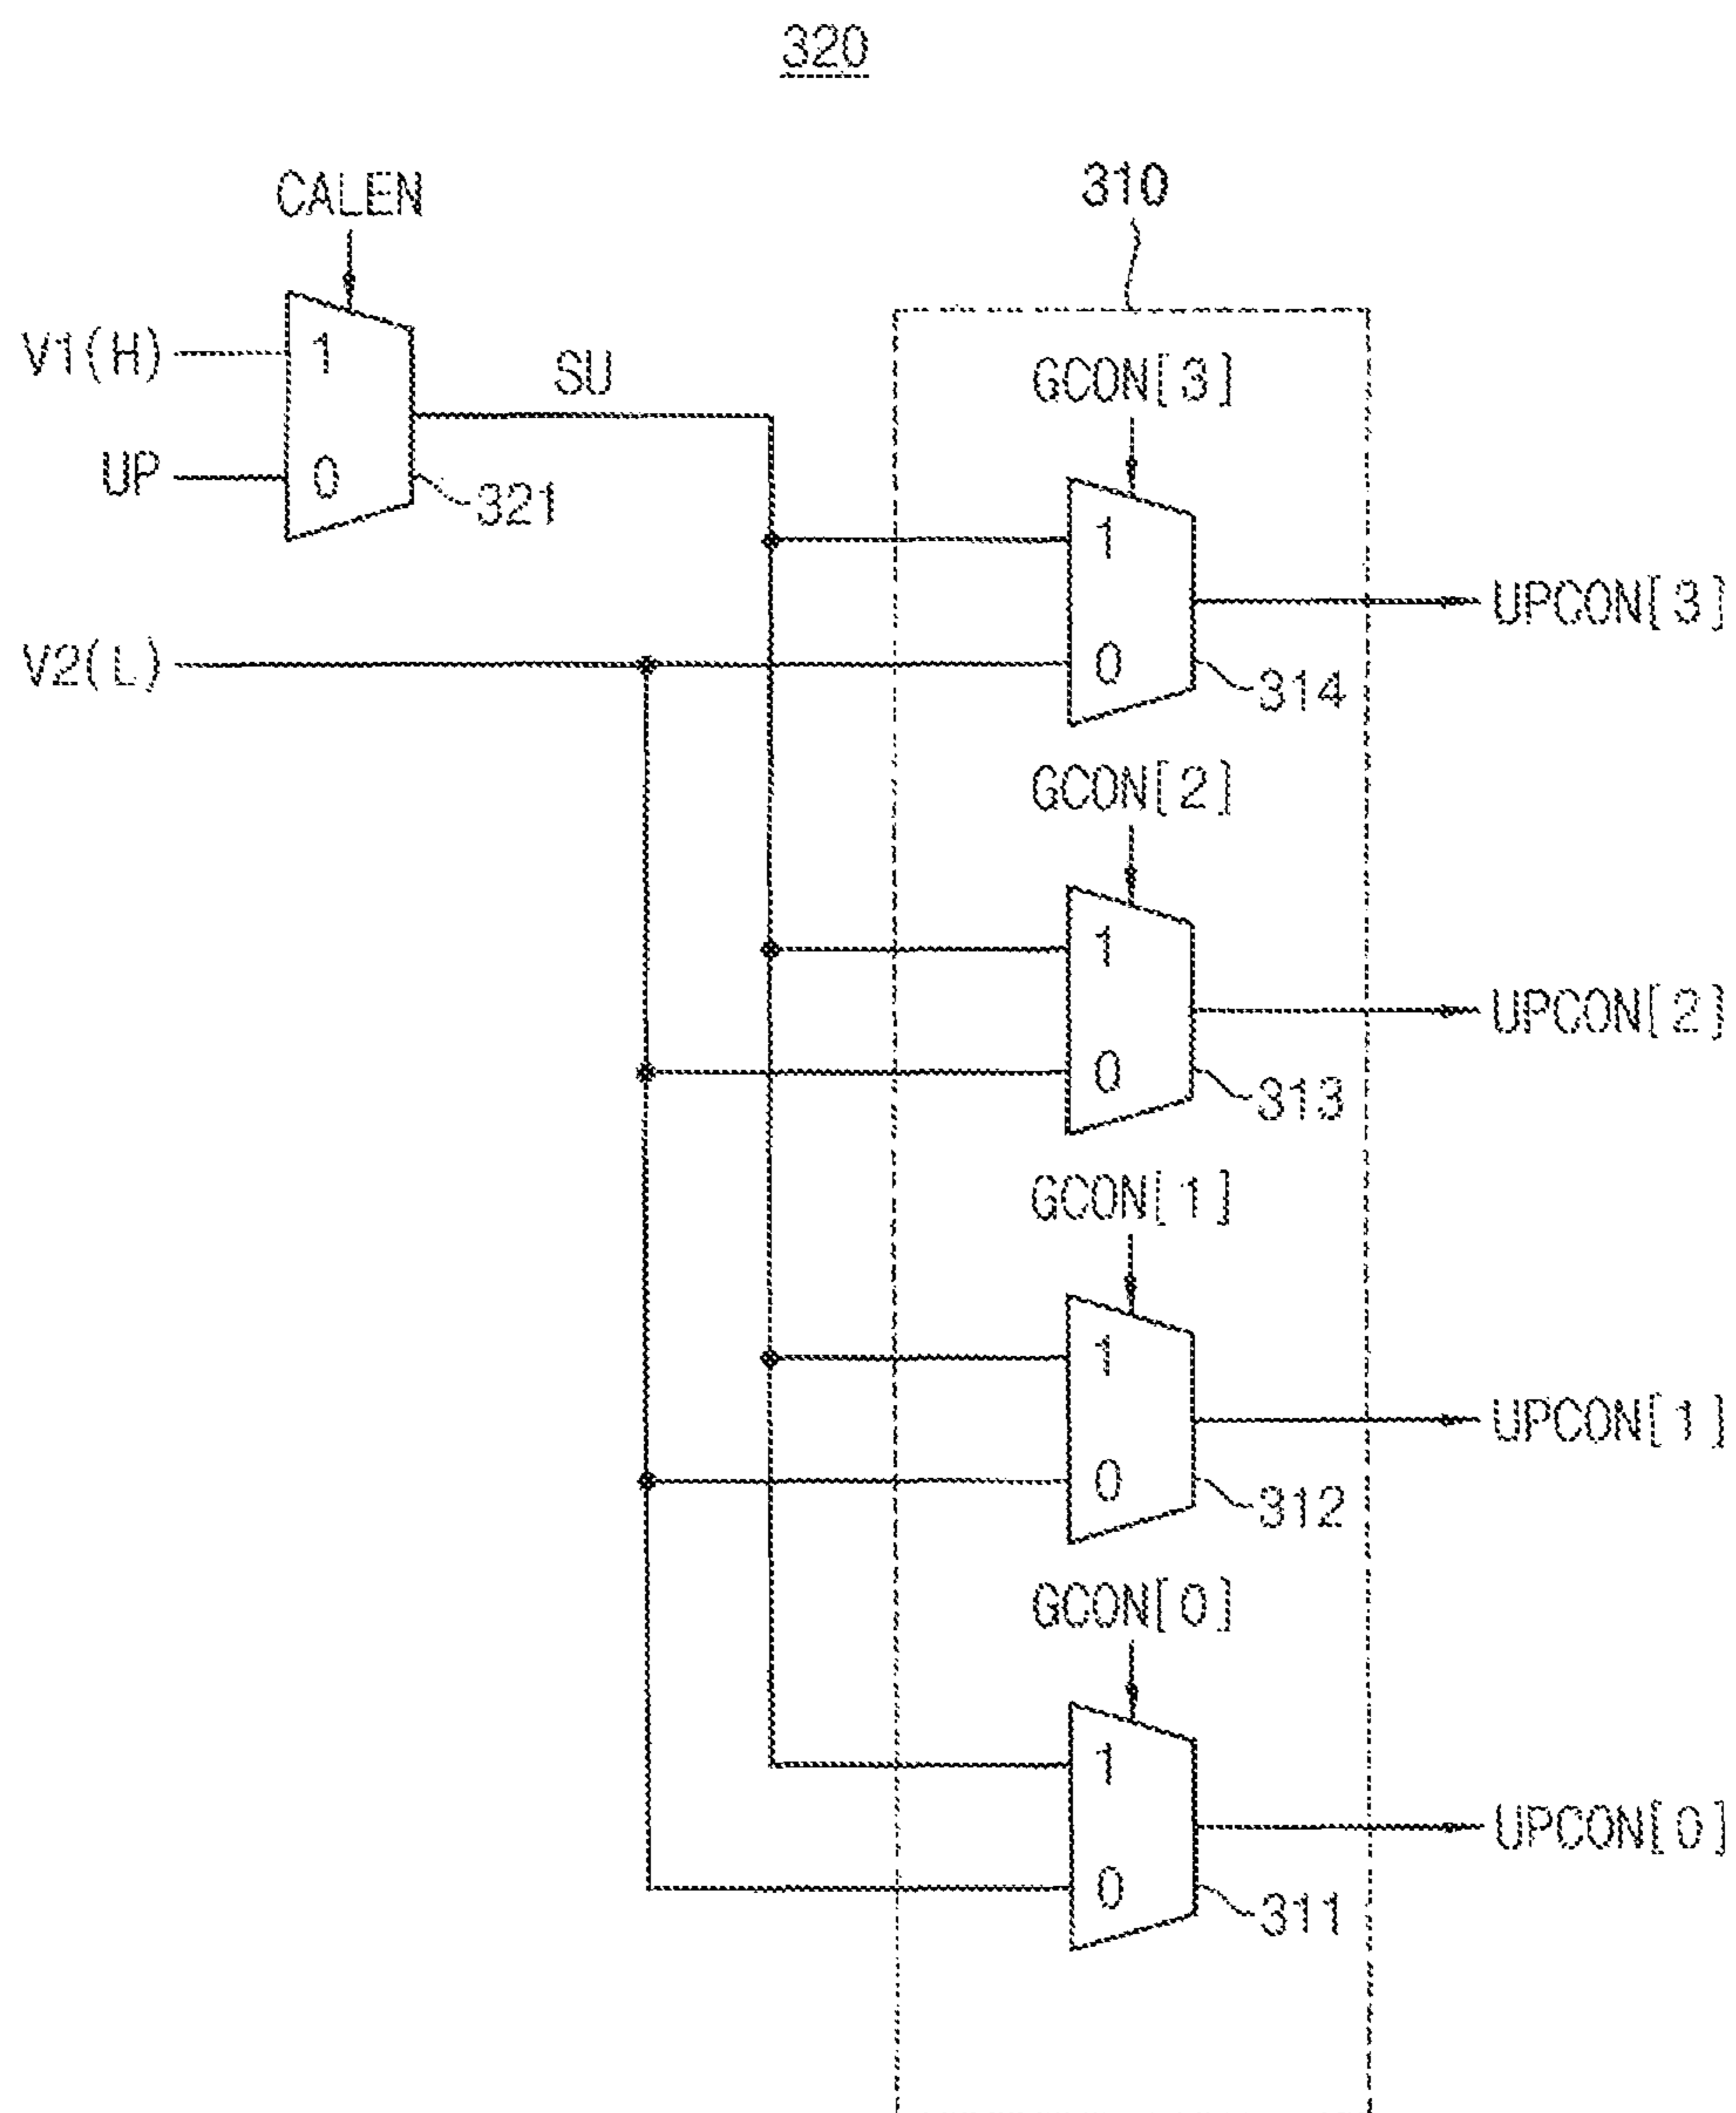 320
CALEN
310
V1(H)
1
SU
GCON[3]
UP
0
321
1
UPCON[3]
V2(L)
0
314
GCON[2]
1
UPCON[2]
0
313
GCON[1]
1
UPCON[1]
0
312
GCON[0]
1
UPCON[0]
0
311